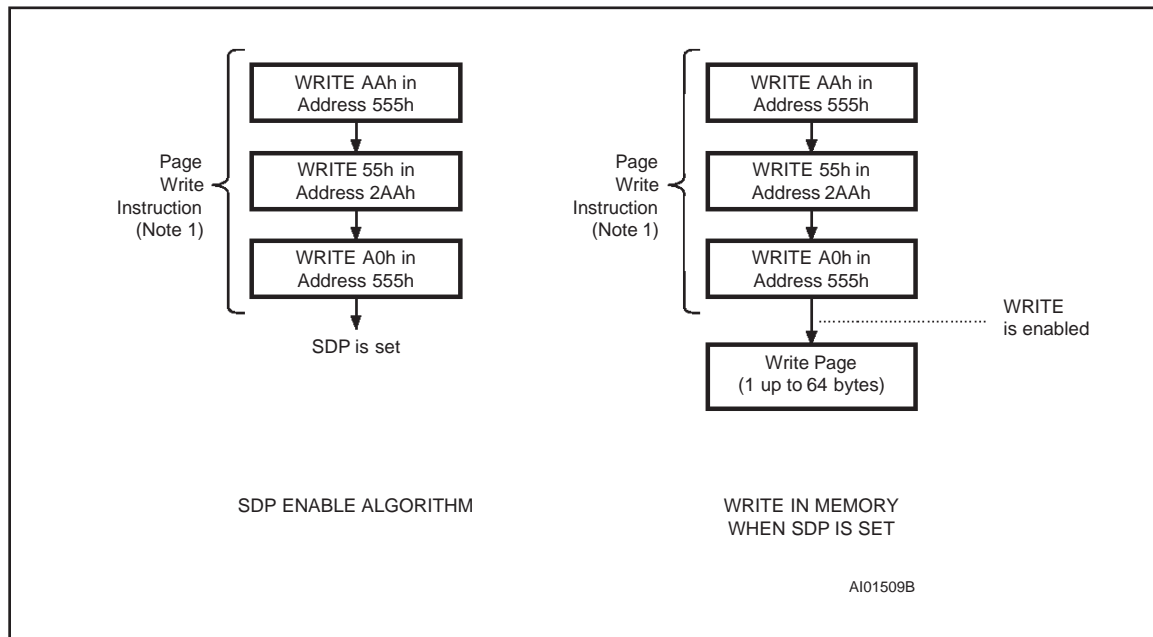 WRITE AAh in
Address 555h
Page
Write
Instruction
(Note 1)
WRITE 55h in
Address 2AAh
WRITE A0h in
Address 555h
SDP is set
SDP ENABLE ALGORITHM
WRITE AAh in
Address 555h
Page
Write
Instruction
(Note 1)
WRITE 55h in
Address 2AAh
WRITE A0h in
Address 555h
WRITE
is enabled
Write Page
(1 up to 64 bytes)
WRITE IN MEMORY
WHEN SDP IS SET
AI01509B